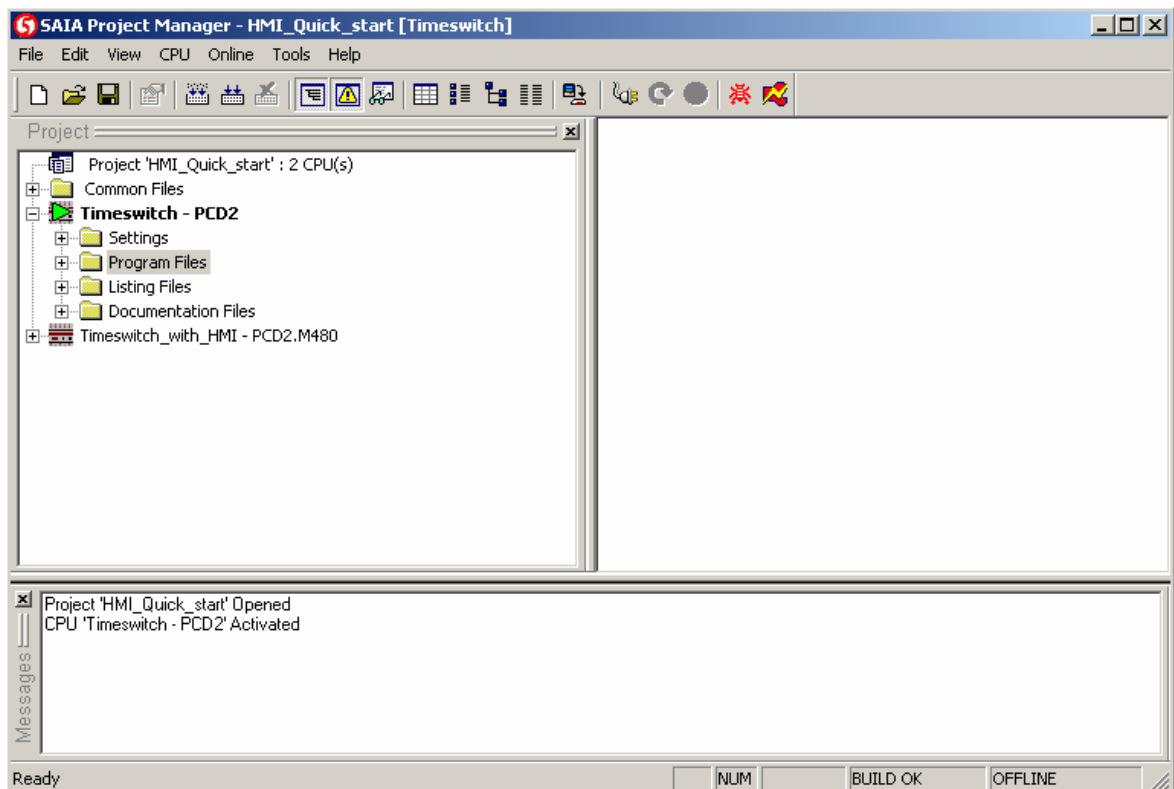 SAIA Project Manager - HMI_Quick_start [Timeswitch]
File Edit View CPU Online Tools Help
Project
Project 'HMI_Quick_start' : 2 CPU(s)
Common Files
Timeswitch - PCD2
Settings
Program Files
Listing Files
Documentation Files
Timeswitch_with_HMI - PCD2.M480
Messages
Project 'HMI_Quick_start' Opened
CPU 'Timeswitch - PCD2' Activated
Ready NUM BUILD OK OFFLINE